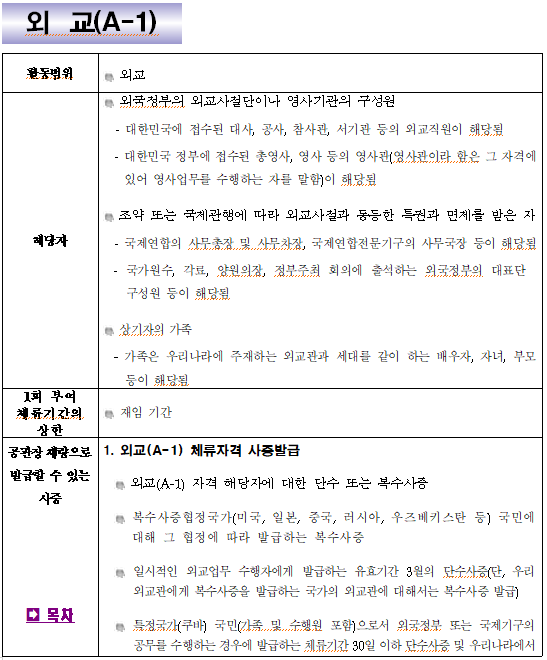 외 교(A-1)
활동범위
외교
해당자
외국정부의 외교사절단이나 영사기관의 구성원
- 대한민국에 접수된 대사, 공사, 참사관, 서기관 등의 외교직원이 해당됨
- 대한민국 정부에 접수된 총영사, 영사 등의 영사관(영사관이라 함은 그 자격에
있어 영사업무를 수행하는 자를 말함)이 해당됨
조약 또는 국제관행에 따라 외교사절과 동등한 특권과 면제를 받은 자
- 국제연합의 사무총장 및 사무차장, 국제연합전문기구의 사무국장 등이 해당됨
- 국가원수, 각료, 양원의장, 정부주최 회의에 출석하는 외국정부의 대표단
구성원 등이 해당됨
상기자의 가족
- 가족은 우리나라에 주재하는 외교관과 세대를 같이 하는 배우자, 자녀, 부모
등이 해당됨
1회 부여
체류기간의
상한
재임 기간
공관장 재량으로
발급할 수 있는
사증
목차
1. 외교(A-1) 체류자격 사증발급
외교(A-1) 자격 해당자에 대한 단수 또는 복수사증
복수사증협정국가(미국, 일본, 중국, 러시아, 우즈베키스탄 등) 국민에
대해 그 협정에 따라 발급하는 복수사증
일시적인 외교업무 수행자에게 발급하는 유효기간 3월의 단수사증(단, 우리
외교관에게 복수사증을 발급하는 국가의 외교관에 대해서는 복수사증 발급)
특정국가(쿠바) 국민(가족 및 수행원 포함)으로서 외국정부 또는 국제기구의
공무를 수행하는 경우에 발급하는 체류기간 30일 이하 단수사증 및 우리나라에서